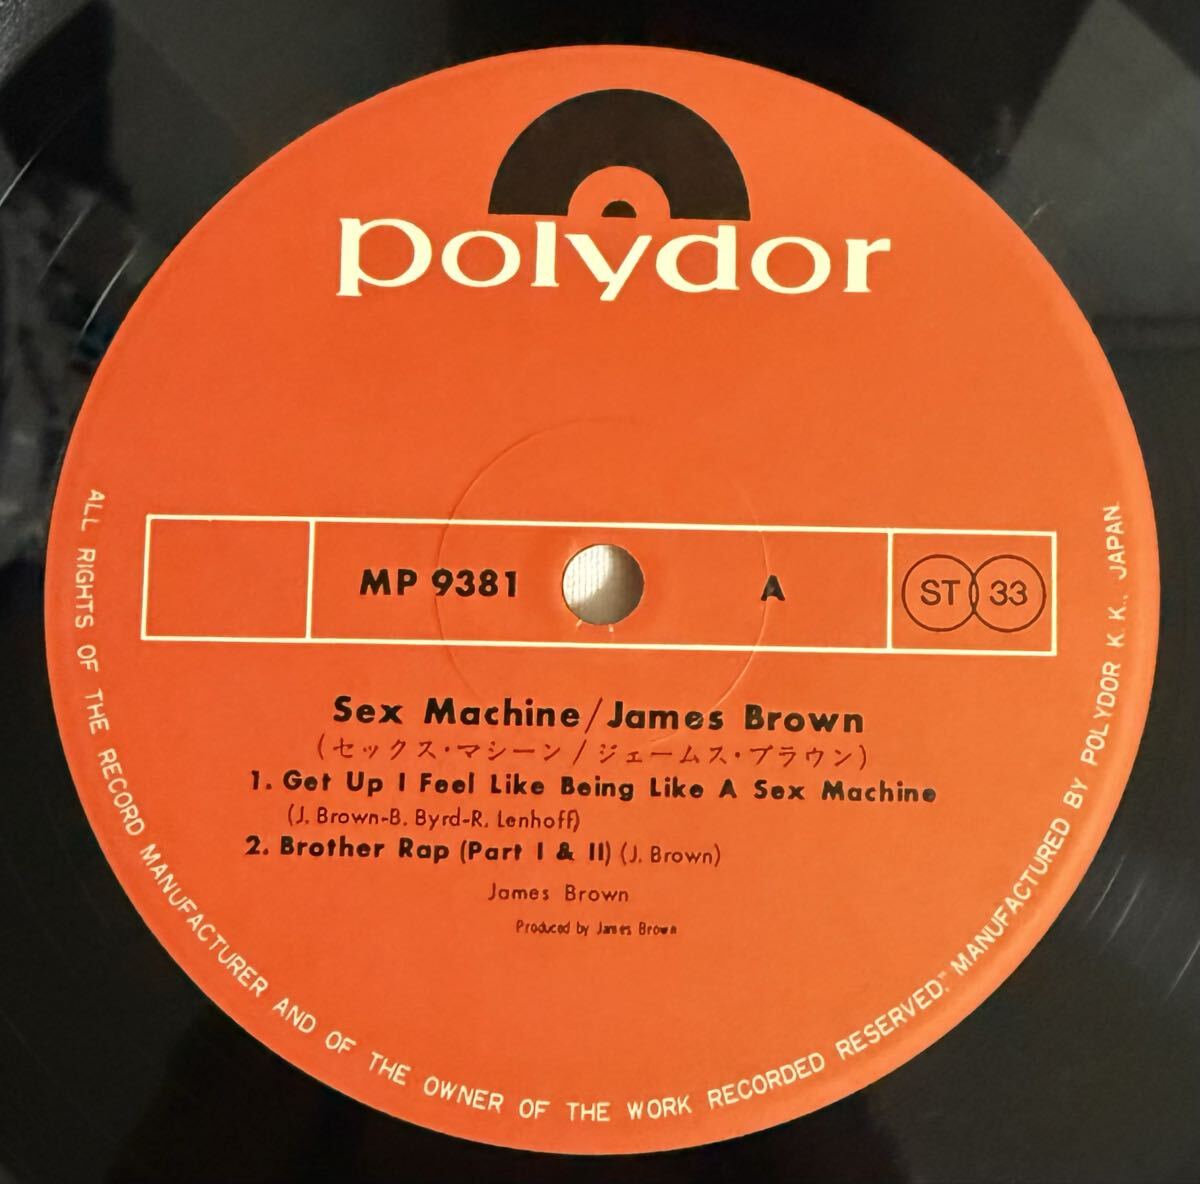 polydor
MP 9381 A ST 33
Sex Machine/James Brown
(セックス・マシーン/ジェームス・ブラウン)
1. Get Up I Feel Like Being Like A Sex Machine
(J. Brown-B. Byrd-R. Lenhoff)
2. Brother Rap (Part I & II) (J. Brown)
James Brown
Produced by James Brown
ALL RIGHTS OF THE RECORD MANUFACTURER AND OF THE OWNER OF THE WORK RECORDED RESERVED." MANUFACTURED BY POLYDOR K. K., JAPAN